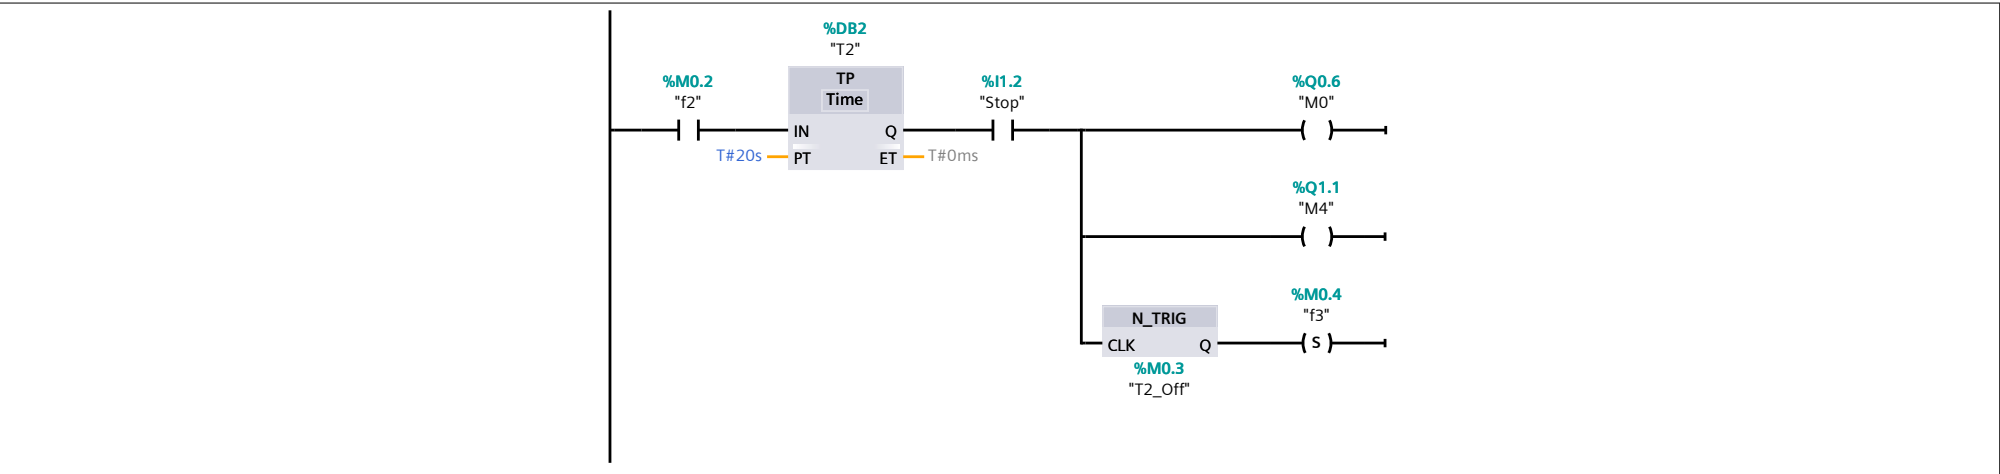 %DB2
"T2"
%M0.2
"f2"
TP
Time
IN
Q
T#20s
PT
ET
T#0ms
%I1.2
"Stop"
%Q0.6
"M0"
%Q1.1
"M4"
N_TRIG
CLK
Q
%M0.3
"T2_Off"
%M0.4
"f3"
S